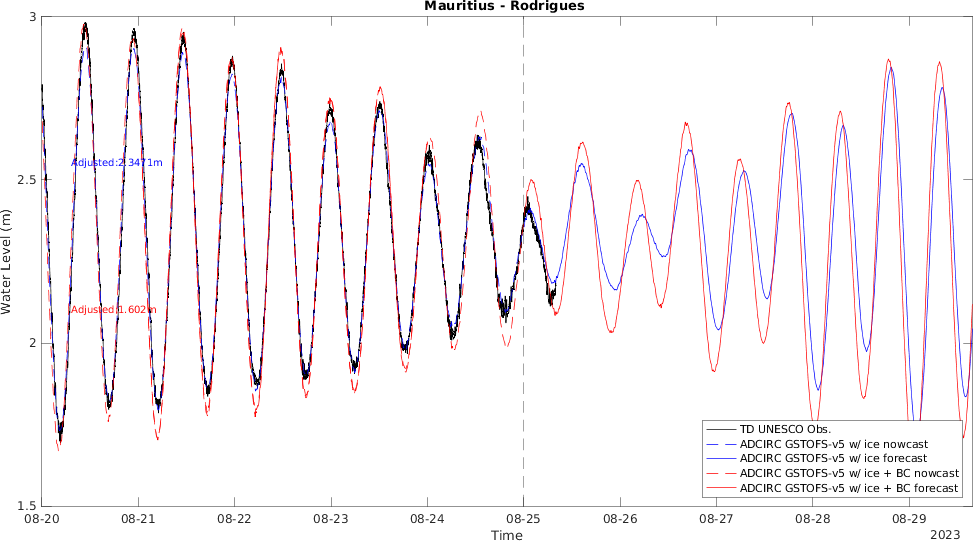 Mauritius - Rodrigues
3
2.5
2
1.5
Water Level (m)
Adjusted:2.3471m
Adjusted:1.602m
TD UNESCO Obs.
ADCIRC GSTOFS-v5 w/ ice nowcast
ADCIRC GSTOFS-v5 w/ ice forecast
ADCIRC GSTOFS-v5 w/ ice + BC nowcast
ADCIRC GSTOFS-v5 w/ ice + BC forecast
08-20 08-21 08-22 08-23 08-24 08-25 08-26 08-27 08-28 08-29
Time
2023